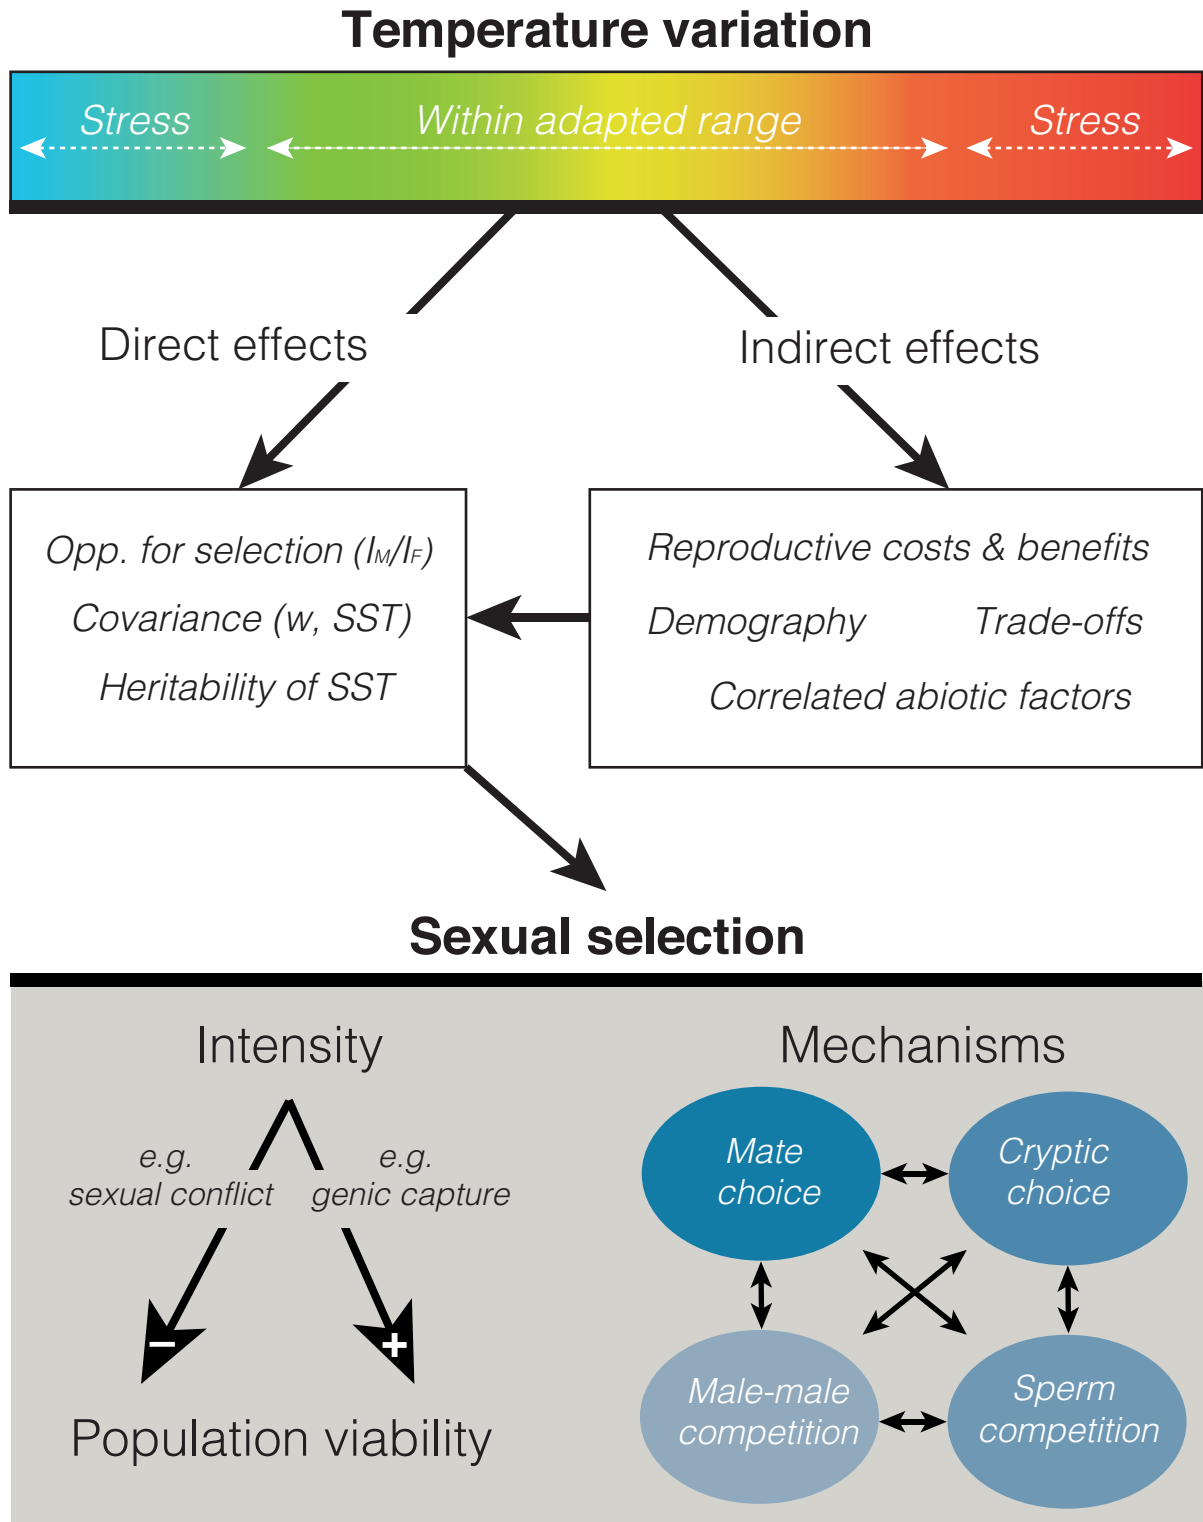 Temperature variation
Stress
Within adapted range
Stress
Direct effects
Indirect effects
Opp. for selection (IM/IF)
Covariance (w, SST)
Heritability of SST
Reproductive costs & benefits
Demography
Trade-offs
Correlated abiotic factors
Sexual selection
Intensity
e.g.
sexual conflict
e.g.
genic capture
−
+
Population viability
Mechanisms
Mate
choice
Cryptic
choice
Male-male
competition
Sperm
competition